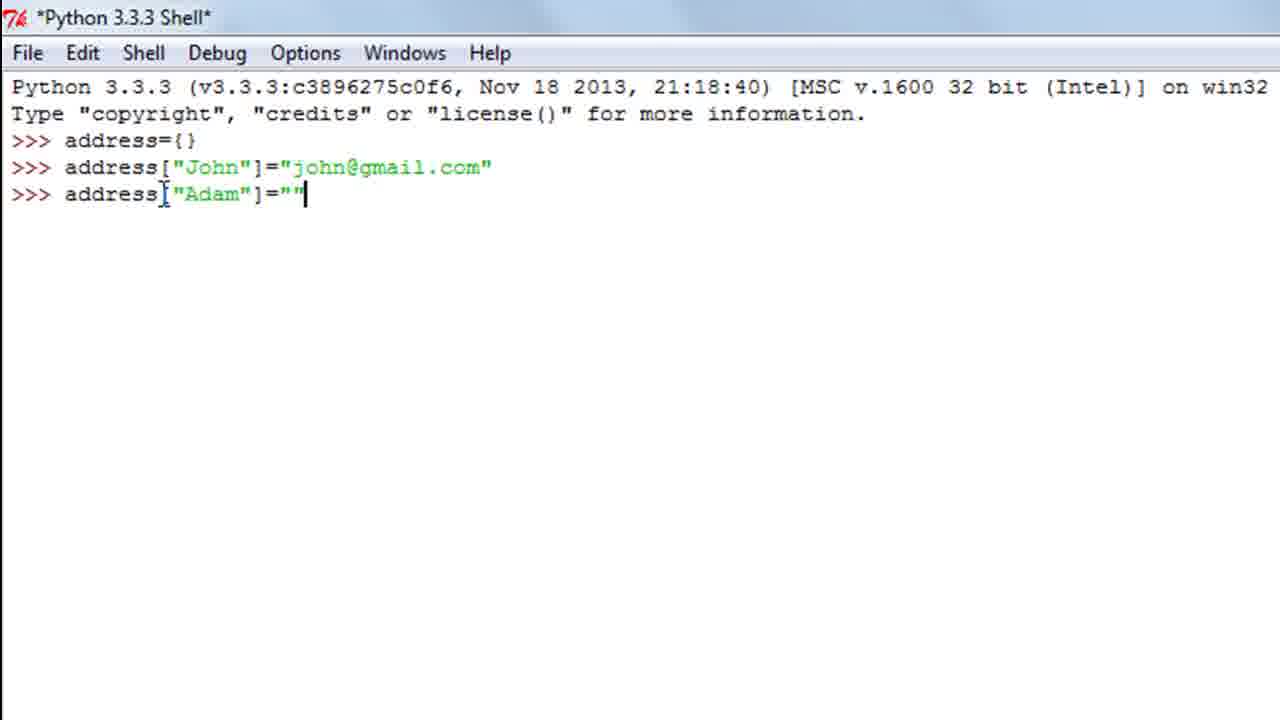 *Python 3.3.3 Shell*
File Edit Shell Debug Options Windows Help
Python 3.3.3 (v3.3.3:c3896275c0f6, Nov 18 2013, 21:18:40) [MSC v.1600 32 bit (Intel)] on win32
Type "copyright", "credits" or "license()" for more information.
>>> address={}
>>> address["John"]="john@gmail.com"
>>> address["Adam"]=""